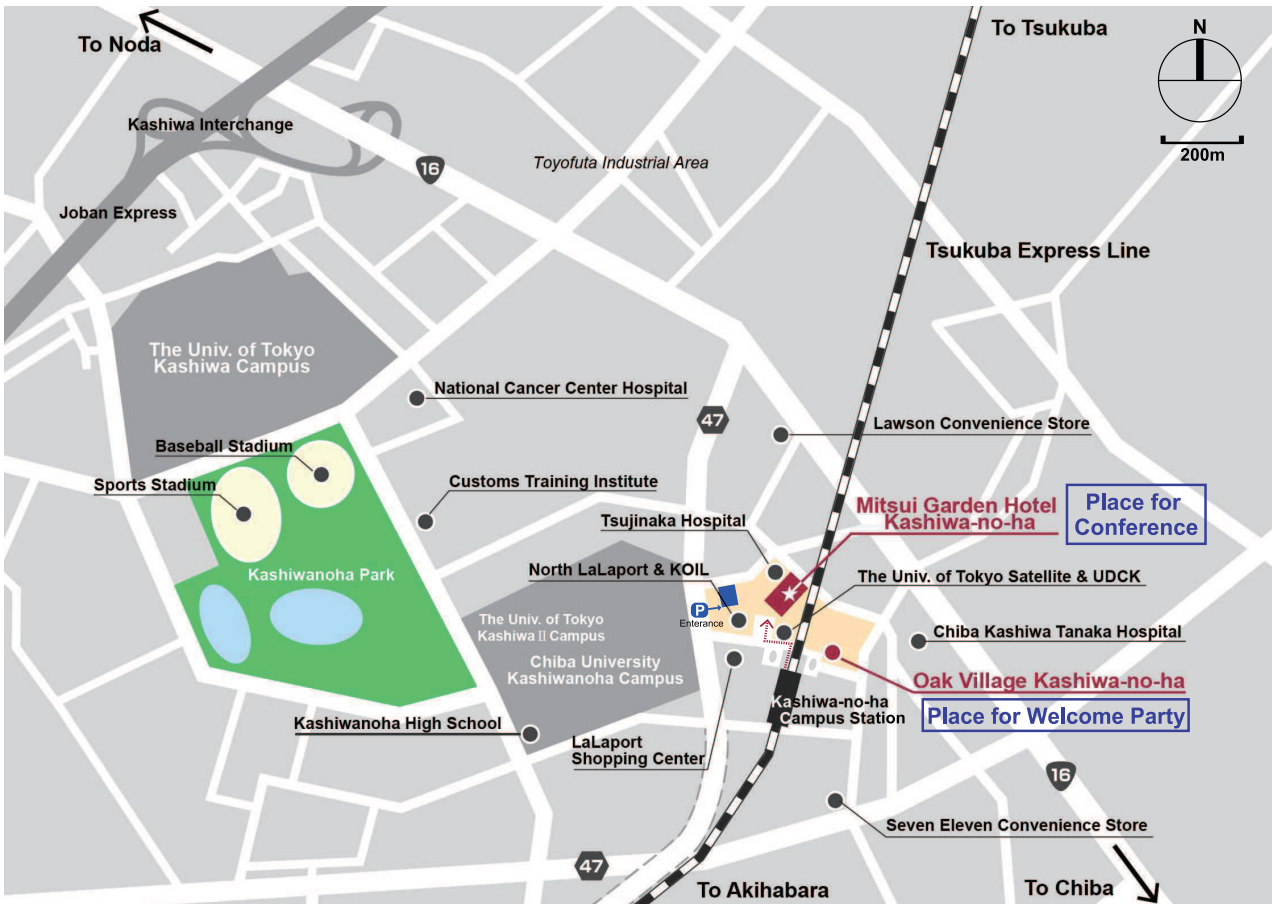 To Noda
To Tsukuba
N
200m
Kashiwa Interchange
16
Toyofuta Industrial Area
Joban Express
Tsukuba Express Line
The Univ. of Tokyo
Kashiwa Campus
National Cancer Center Hospital
47
Lawson Convenience Store
Baseball Stadium
Sports Stadium
Customs Training Institute
Mitsui Garden Hotel
Kashiwa-no-ha
Place for
Conference
Tsujinaka Hospital
Kashiwanoha Park
North LaLaport & KOIL
The Univ. of Tokyo Satellite & UDCK
P
Enterance
The Univ. of Tokyo
Kashiwa II Campus
Chiba University
Kashiwanoha Campus
Chiba Kashiwa Tanaka Hospital
Oak Village Kashiwa-no-ha
Kashiwa-no-ha
Campus Station
Place for Welcome Party
Kashiwanoha High School
LaLaport
Shopping Center
16
Seven Eleven Convenience Store
47
To Akihabara
To Chiba